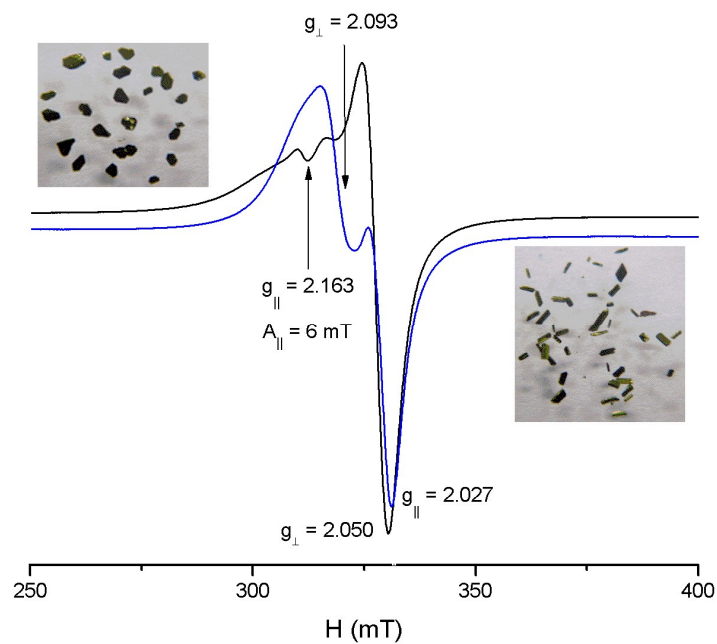 g⊥ = 2.093
g|| = 2.163
A|| = 6 mT
g|| = 2.027
g⊥ = 2.050
250 300 350 400
H (mT)